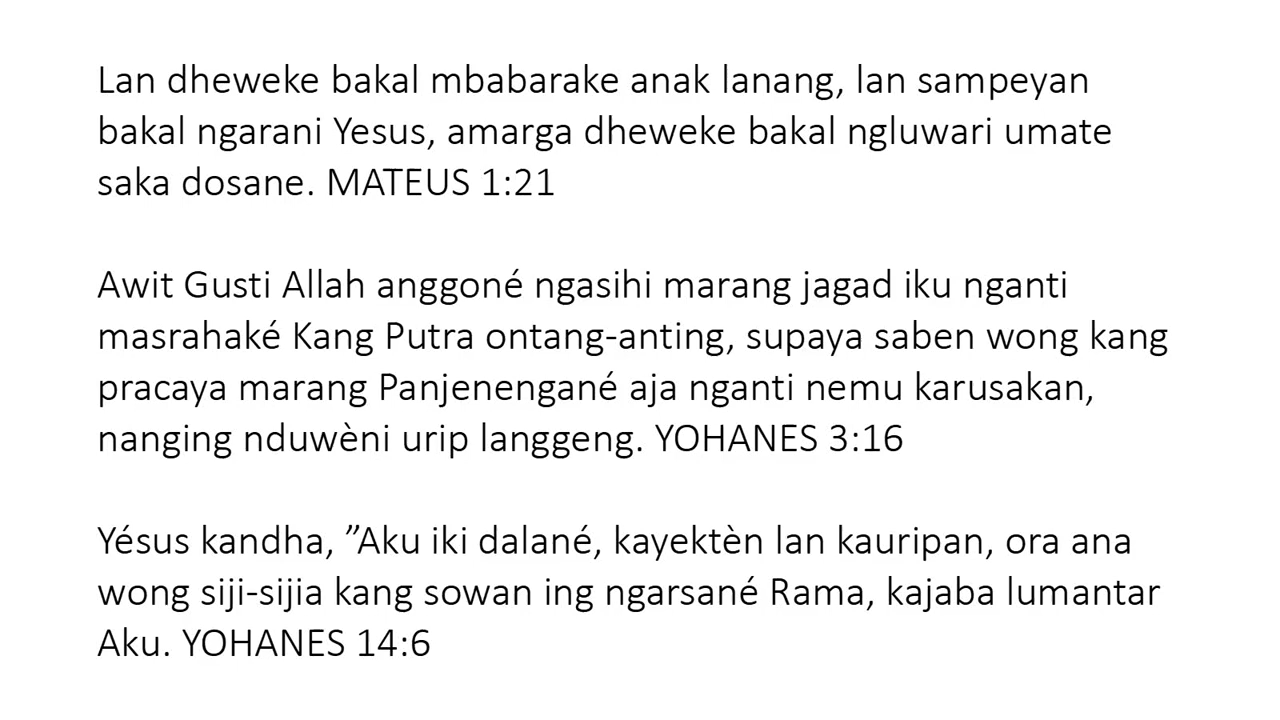 Lan dheweke bakal mbabarake anak lanang, lan sampeyan
bakal ngarani Yesus, amarga dheweke bakal ngluwari umate
saka dosane. MATEUS 1:21
Awit Gusti Allah anggoné ngasihi marang jagad iku nganti
masrahaké Kang Putra ontang-anting, supaya saben wong kang
pracaya marang Panjenengané aja nganti nemu karusakan,
nanging nduwèni urip langgeng. YOHANES 3:16
Yésus kandha, ”Aku iki dalané, kayektèn lan kauripan, ora ana
wong siji-sijia kang sowan ing ngarsané Rama, kajaba lumantar
Aku. YOHANES 14:6